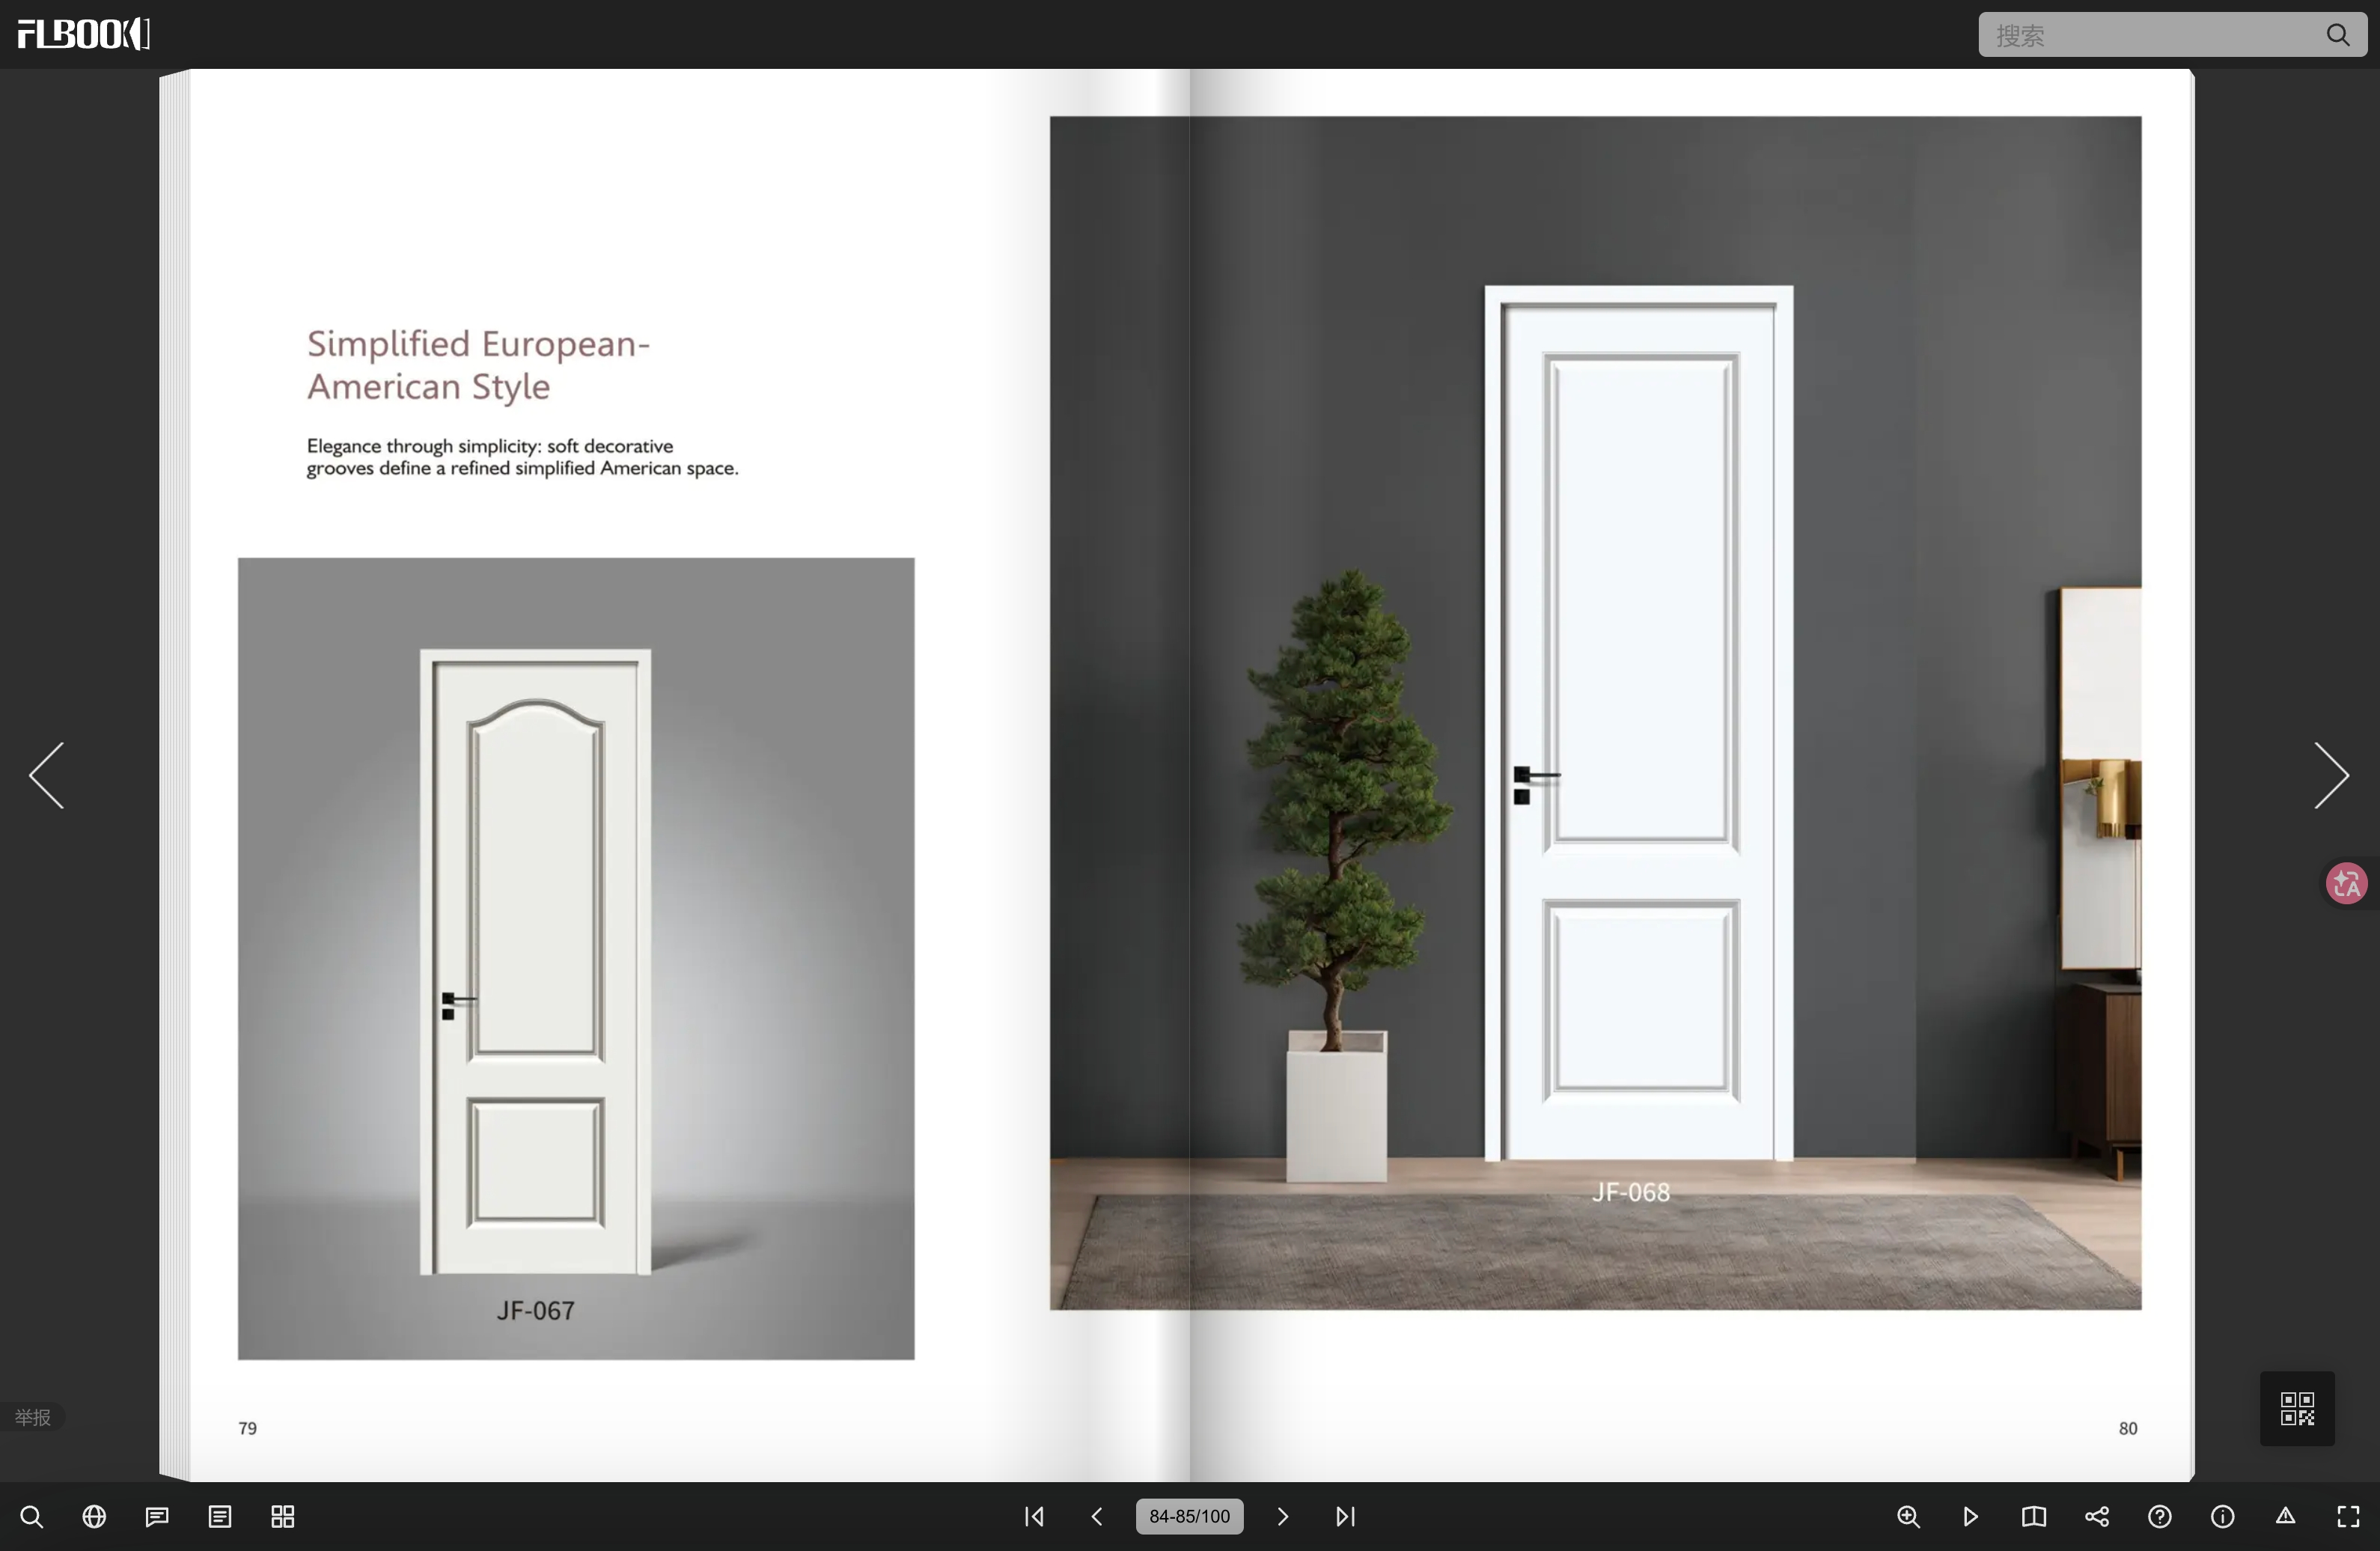 FLBOOK
搜索
Simplified European-
American Style
Elegance through simplicity: soft decorative
grooves define a refined simplified American space.
JF-067
JF-068
79
80
举报
84-85/100